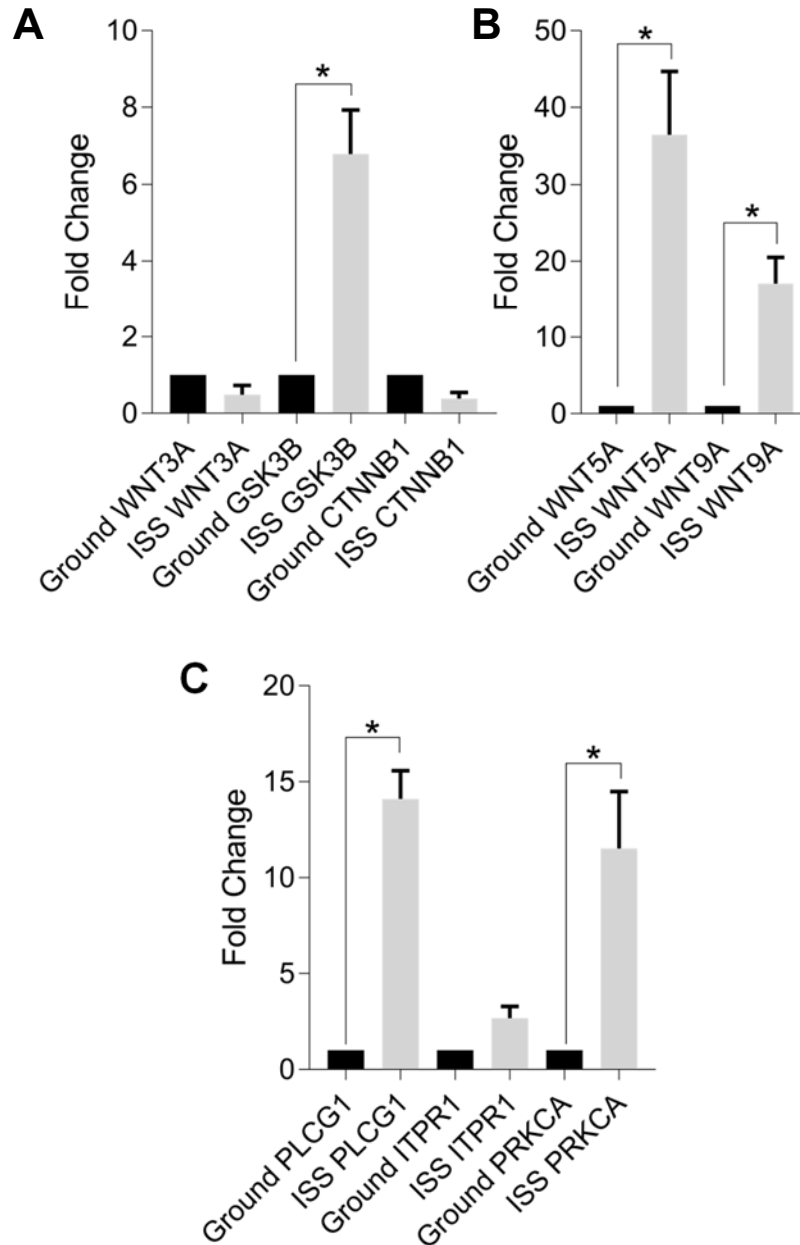 A
Fold Change
10
8
6
4
2
0
*
Ground WNT3A
ISS WNT3A
Ground GSK3B
ISS GSK3B
Ground CTNNB1
ISS CTNNB1
B
Fold Change
50
40
30
20
10
0
*
*
Ground WNT5A
ISS WNT5A
Ground WNT9A
ISS WNT9A
C
Fold Change
20
15
10
5
0
*
*
Ground PLCG1
ISS PLCG1
Ground ITPR1
ISS ITPR1
Ground PRKCA
ISS PRKCA